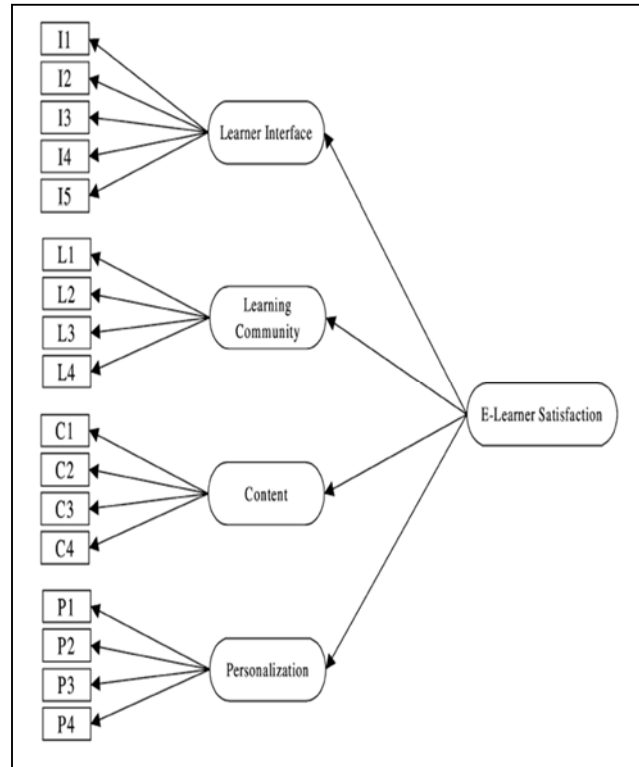 I1
I2
I3
I4
I5
Learner Interface
L1
L2
L3
L4
Learning
Community
E-Learner Satisfaction
C1
C2
C3
C4
Content
P1
P2
P3
P4
Personalization